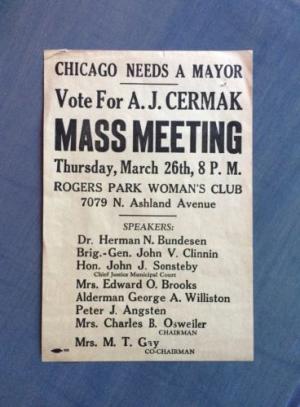 CHICAGO NEEDS A MAYOR
Vote For A. J. CERMAK
MASS MEETING
Thursday, March 26th, 8 P. M.
ROGERS PARK WOMAN'S CLUB
7079 N. Ashland Avenue
SPEAKERS:
Dr. Herman N. Bundesen
Brig.-Gen. John V. Clinnin
Hon. John J. Sonsteby
Chief Justice Municipal Court
Mrs. Edward O. Brooks
Alderman George A. Williston
Peter J. Angsten
Mrs. Charles B. Osweiler
CHAIRMAN
Mrs. M. T. Gay
CO-CHAIRMAN